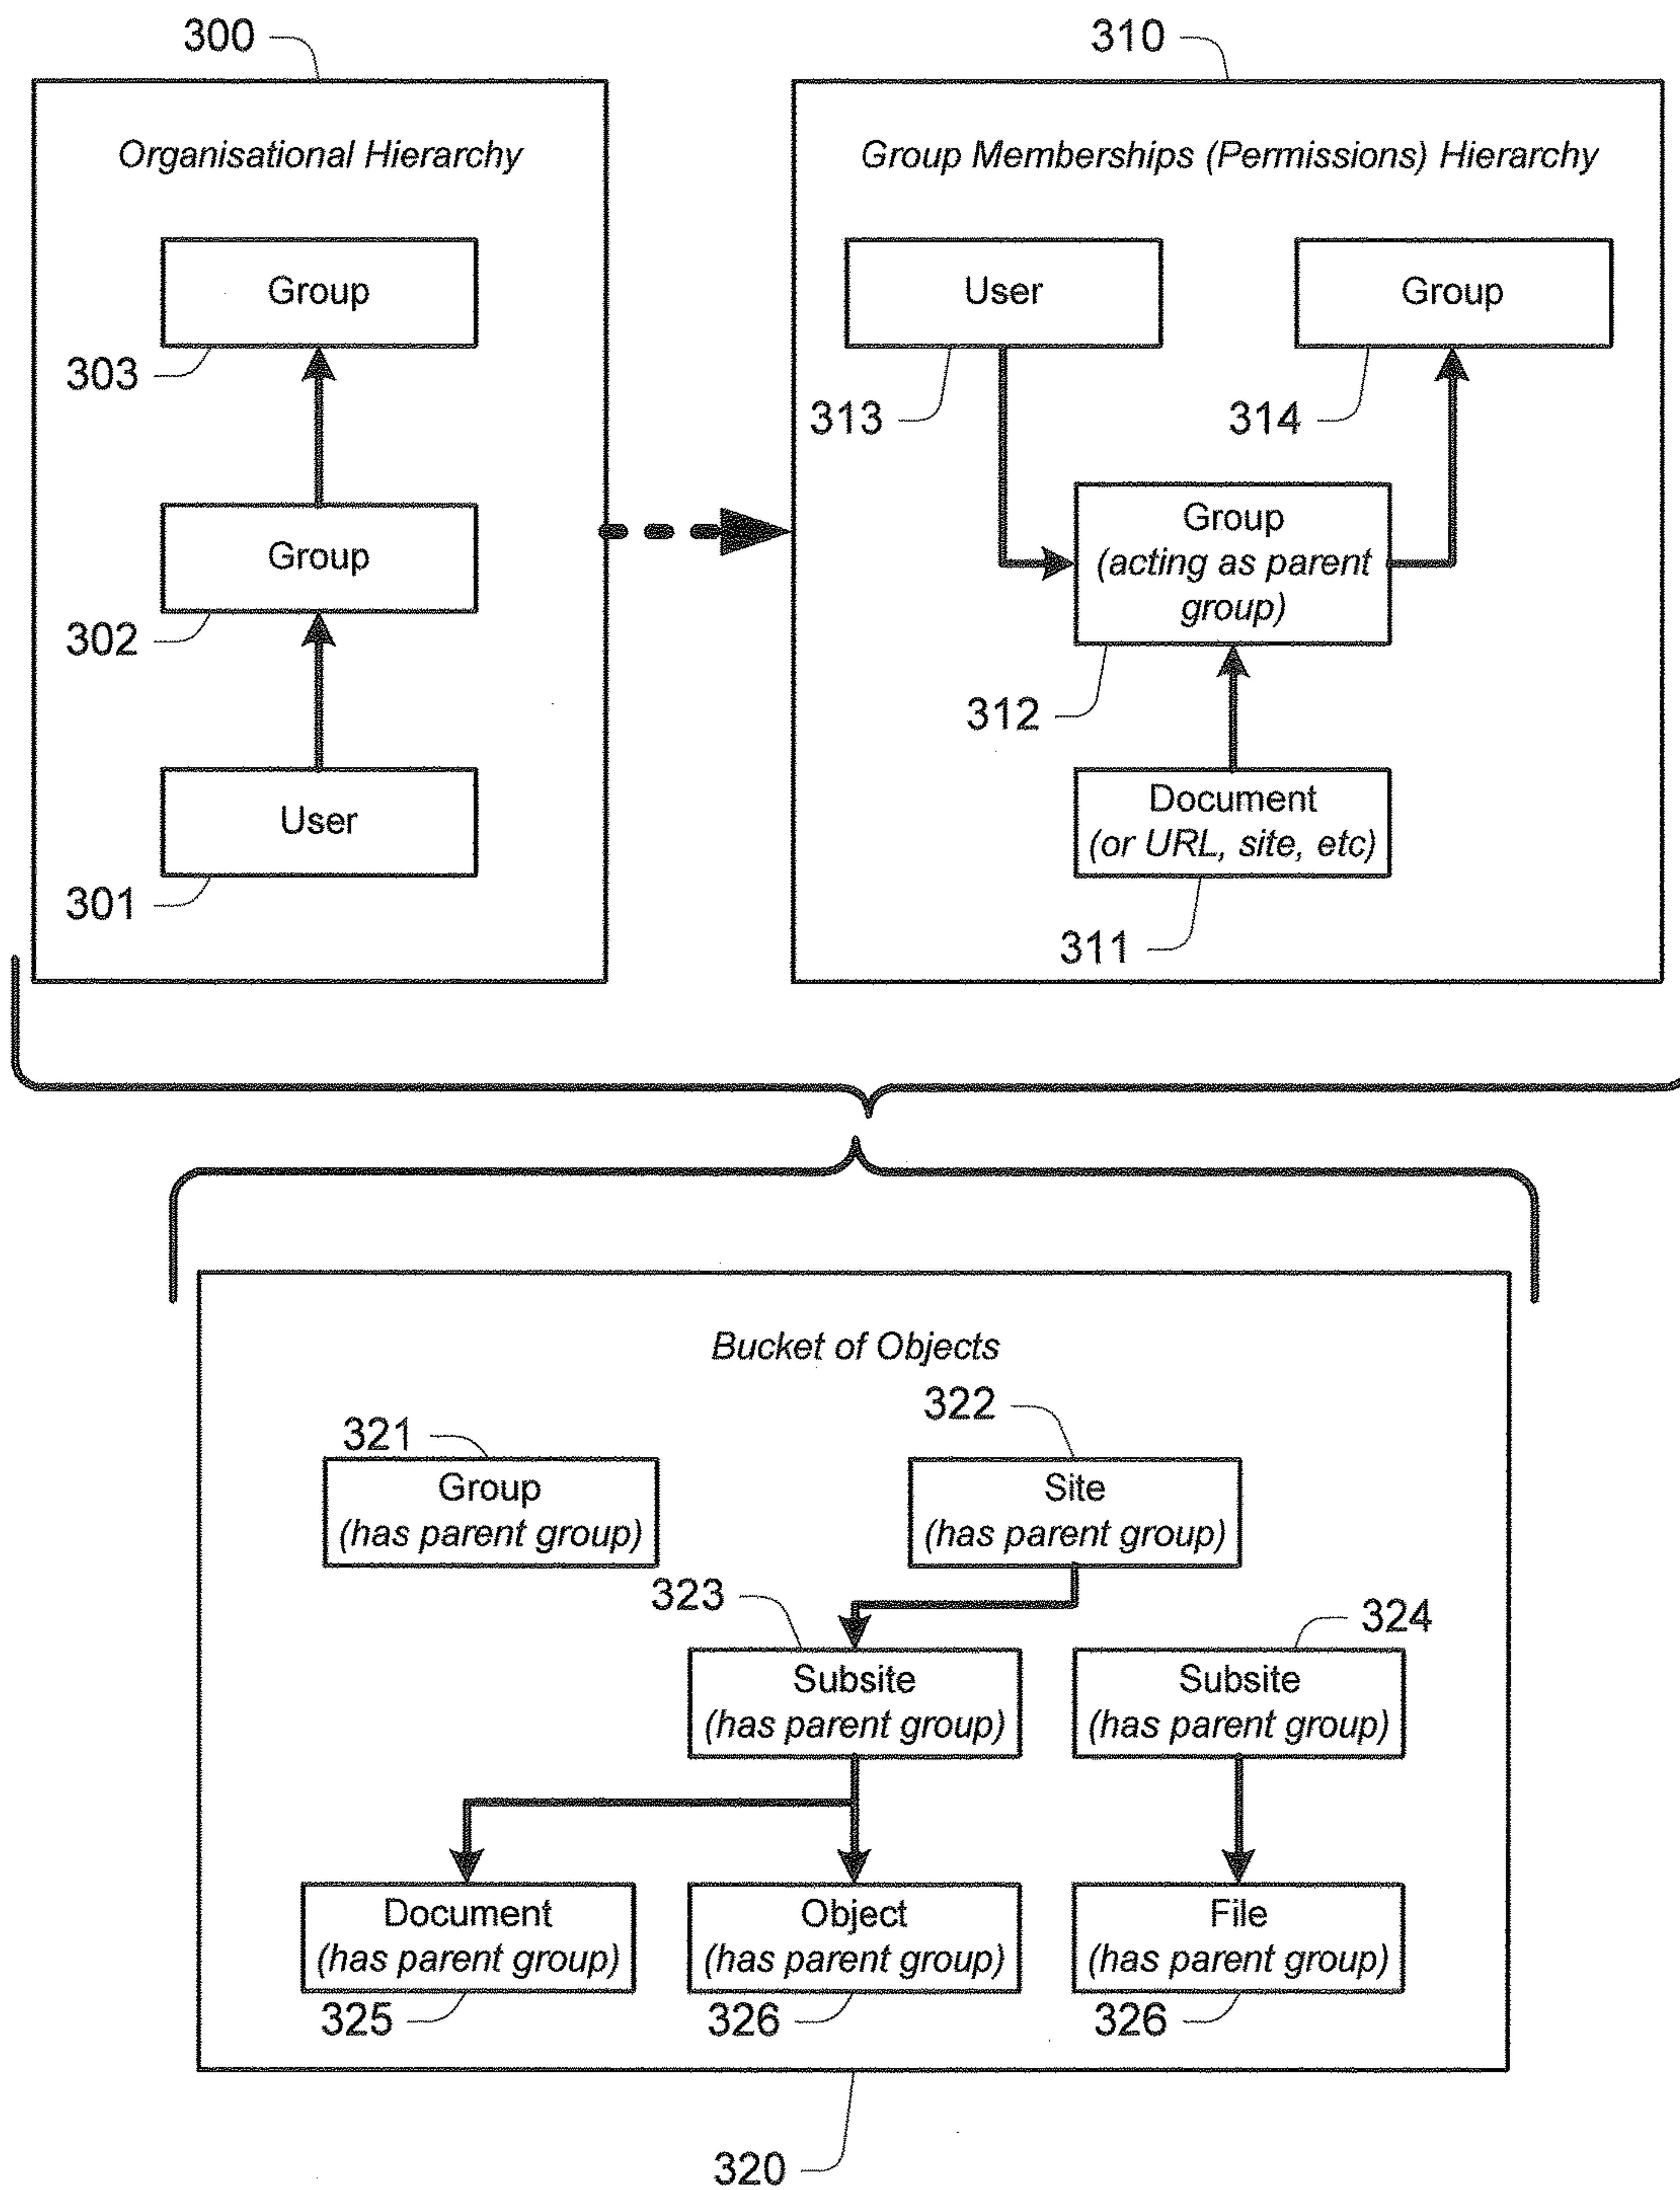 300
310
Organisational Hierarchy
Group Memberships (Permissions) Hierarchy
Group
303
User
Group
313
314
Group
302
Group
(acting as parent
group)
312
User
301
Document
(or URL, site, etc)
311
Bucket of Objects
321
322
Group
(has parent group)
Site
(has parent group)
323
324
Subsite
(has parent group)
Subsite
(has parent group)
Document
(has parent group)
Object
(has parent group)
File
(has parent group)
325
326
326
320